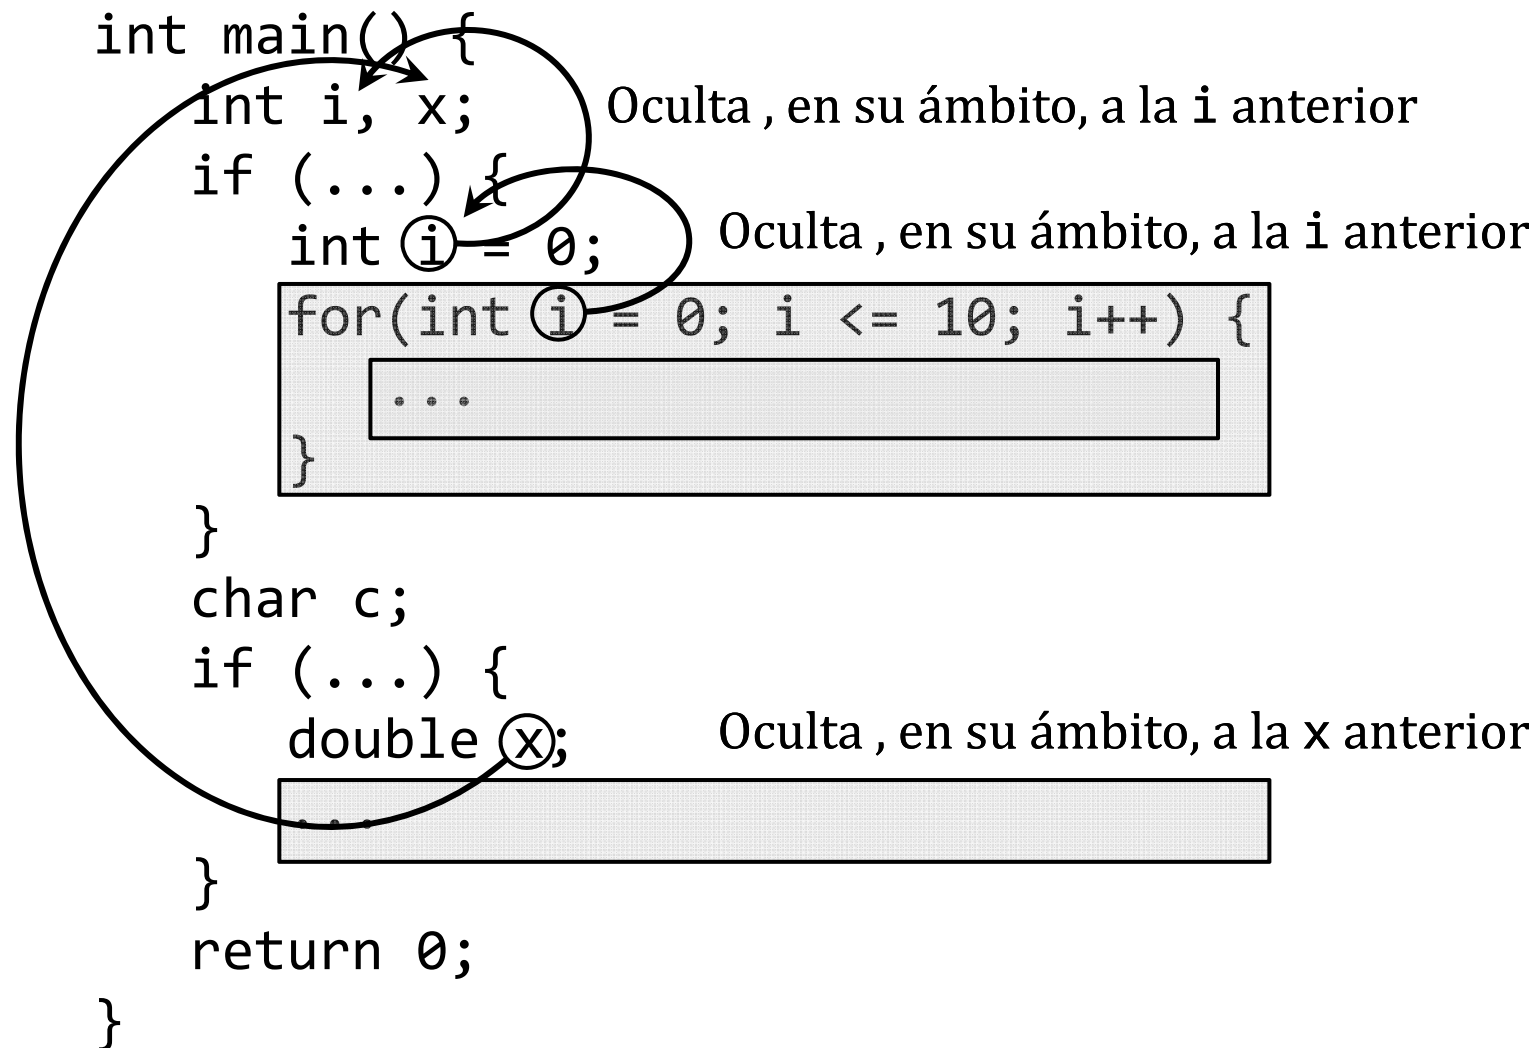 int main() {
int i, x;
Oculta , en su ámbito, a la i anterior
if (...) {
int i = 0;
Oculta , en su ámbito, a la i anterior
for(int i = 0; i <= 10; i++) {
...
}
}
char c;
if (...) {
double x;
Oculta , en su ámbito, a la x anterior
...
}
return 0;
}